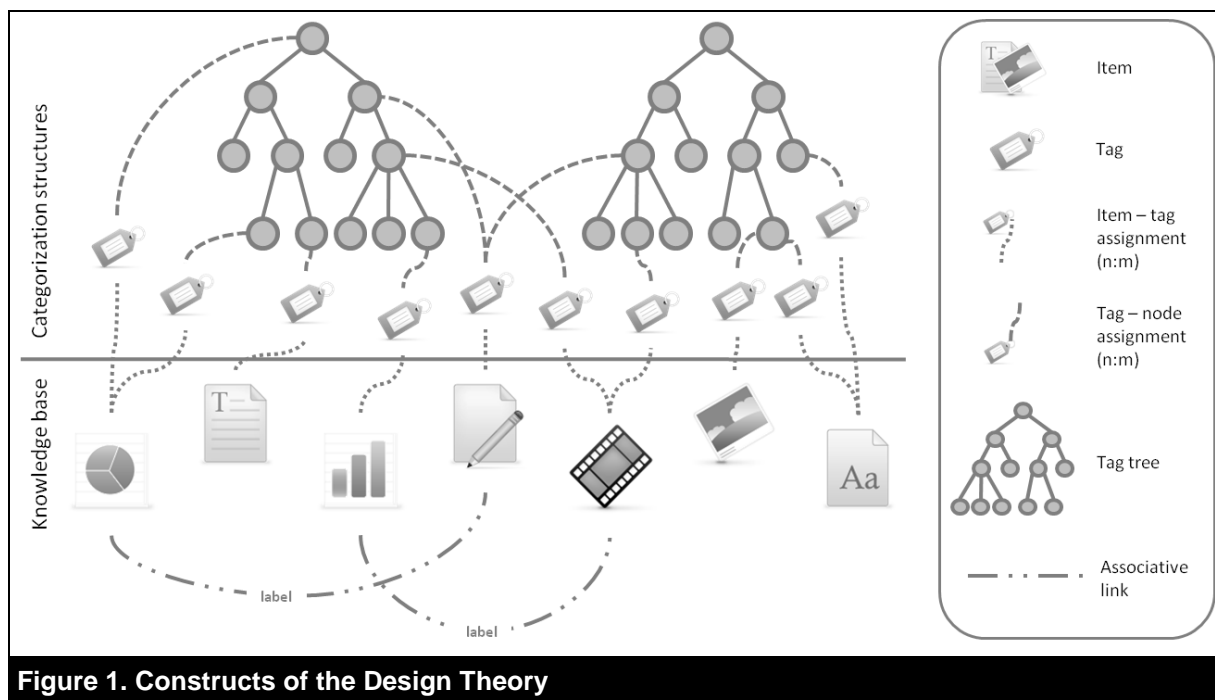 Categorization structures
Knowledge base
T
Aa
label
label
T
Item
Tag
Item – tag
assignment
(n:m)
Tag – node
assignment
(n:m)
Tag tree
Associative
link
Figure 1. Constructs of the Design Theory